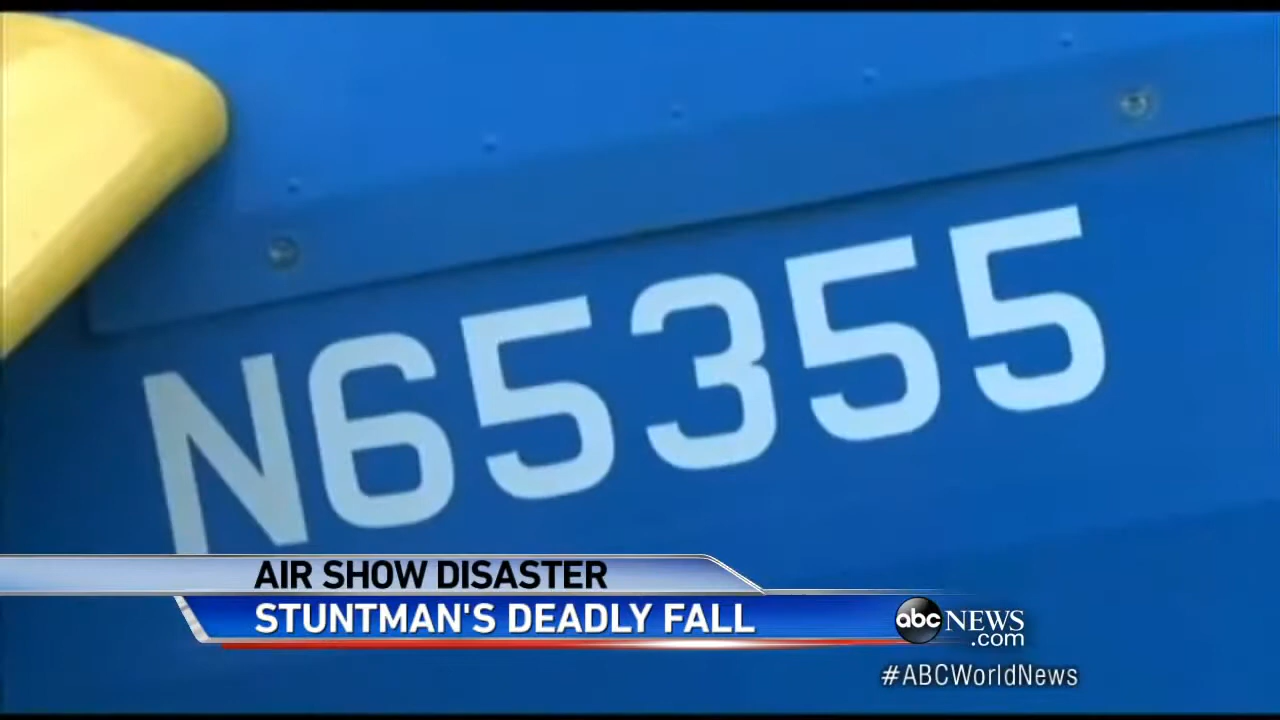 N65355
AIR SHOW DISASTER
STUNTMAN'S DEADLY FALL
abc NEWS
.com
#ABCWorldNews